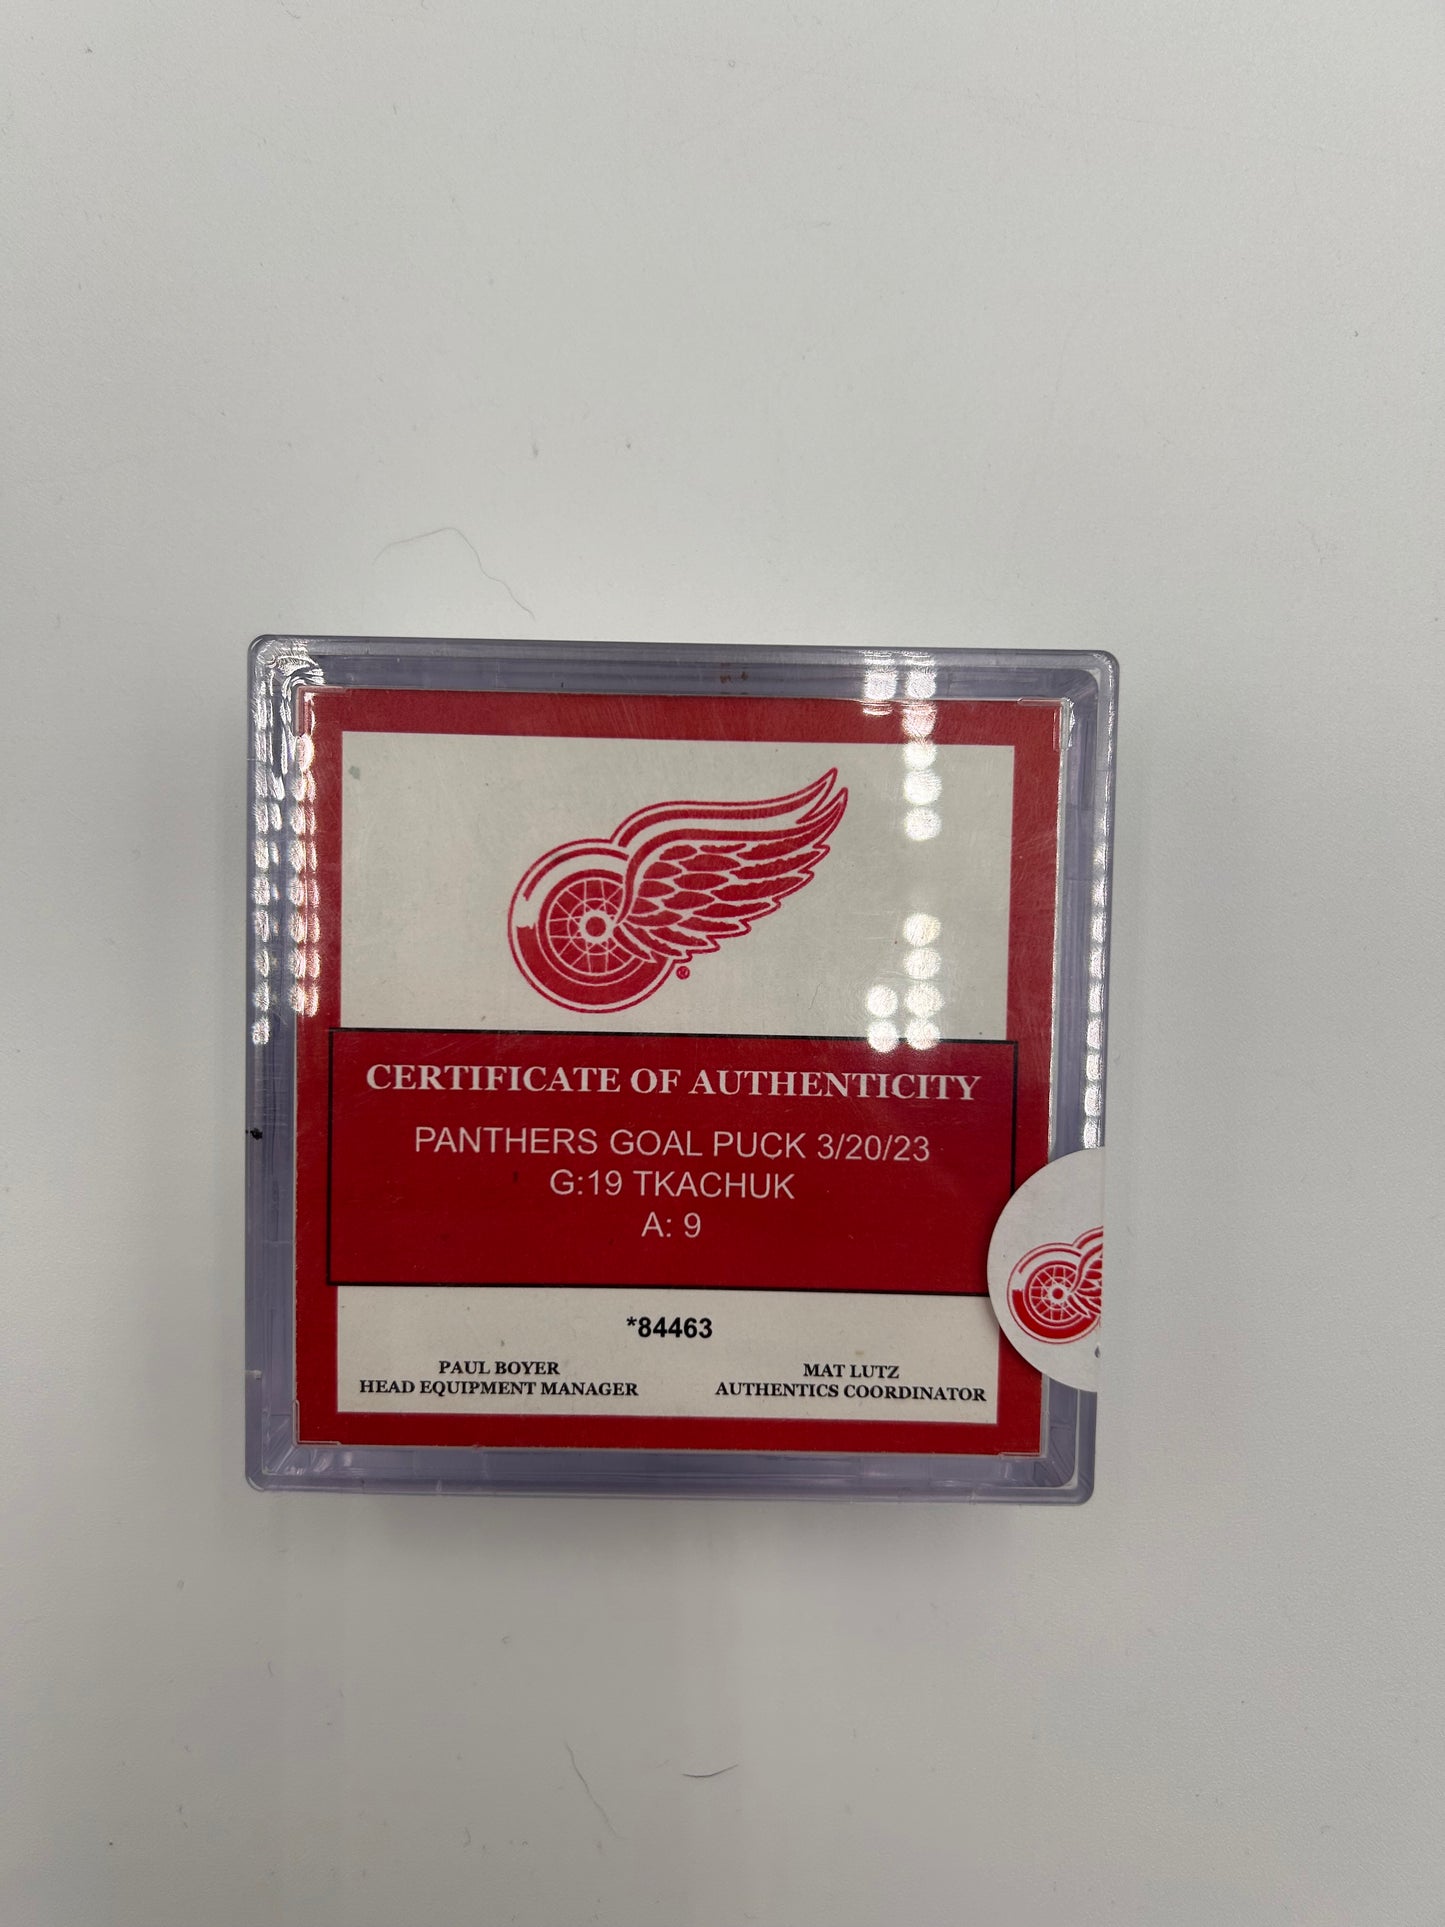 CERTIFICATE OF AUTHENTICITY
PANTHERS GOAL PUCK 3/20/23
G:19 TKACHUK
A: 9
*84463
PAUL BOYER
HEAD EQUIPMENT MANAGER
MAT LUTZ
AUTHENTICS COORDINATOR